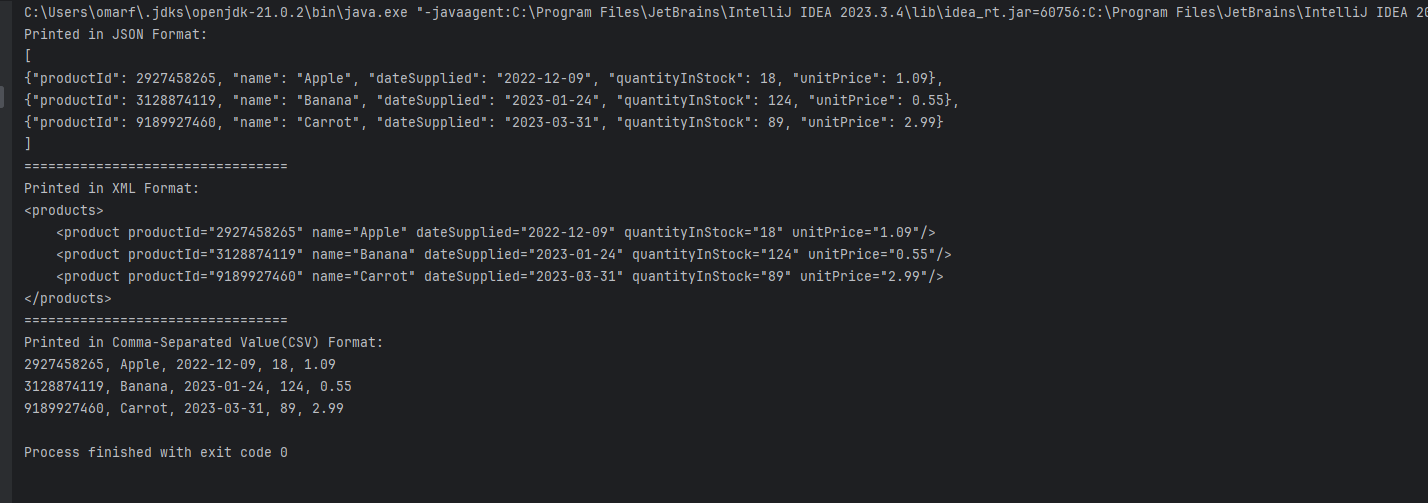 C:\Users\omarf\.jdks\openjdk-21.0.2\bin\java.exe "-javaagent:C:\Program Files\JetBrains\IntelliJ IDEA 2023.3.4\lib\idea_rt.jar=60756:C:\Program Files\JetBrains\IntelliJ IDEA 20
Printed in JSON Format:
[
{"productId": 2927458265, "name": "Apple", "dateSupplied": "2022-12-09", "quantityInStock": 18, "unitPrice": 1.09},
{"productId": 3128874119, "name": "Banana", "dateSupplied": "2023-01-24", "quantityInStock": 124, "unitPrice": 0.55},
{"productId": 9189927460, "name": "Carrot", "dateSupplied": "2023-03-31", "quantityInStock": 89, "unitPrice": 2.99}
]
=================================
Printed in XML Format:
<products>
    <product productId="2927458265" name="Apple" dateSupplied="2022-12-09" quantityInStock="18" unitPrice="1.09"/>
    <product productId="3128874119" name="Banana" dateSupplied="2023-01-24" quantityInStock="124" unitPrice="0.55"/>
    <product productId="9189927460" name="Carrot" dateSupplied="2023-03-31" quantityInStock="89" unitPrice="2.99"/>
</products>
=================================
Printed in Comma-Separated Value(CSV) Format:
2927458265, Apple, 2022-12-09, 18, 1.09
3128874119, Banana, 2023-01-24, 124, 0.55
9189927460, Carrot, 2023-03-31, 89, 2.99

Process finished with exit code 0